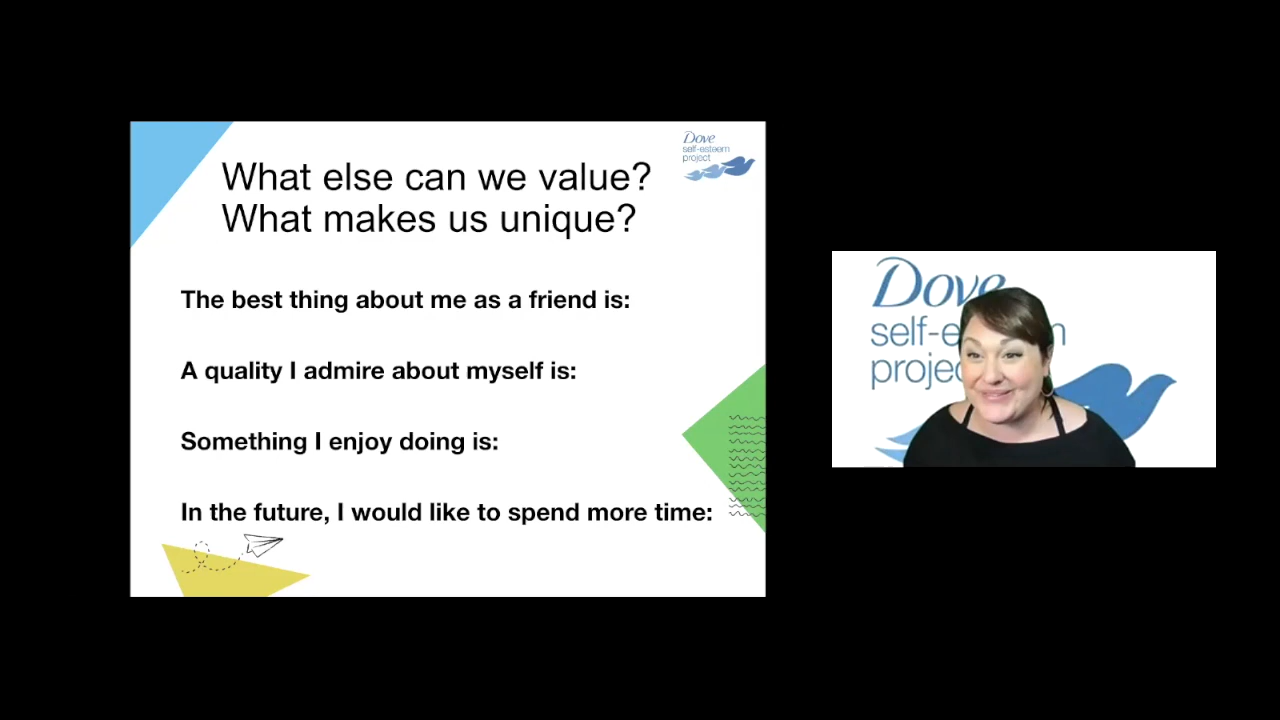 What else can we value?
What makes us unique?
Dove
self-esteem
project
The best thing about me as a friend is:
A quality I admire about myself is:
Something I enjoy doing is:
In the future, I would like to spend more time:
Dove
self-e m
projec